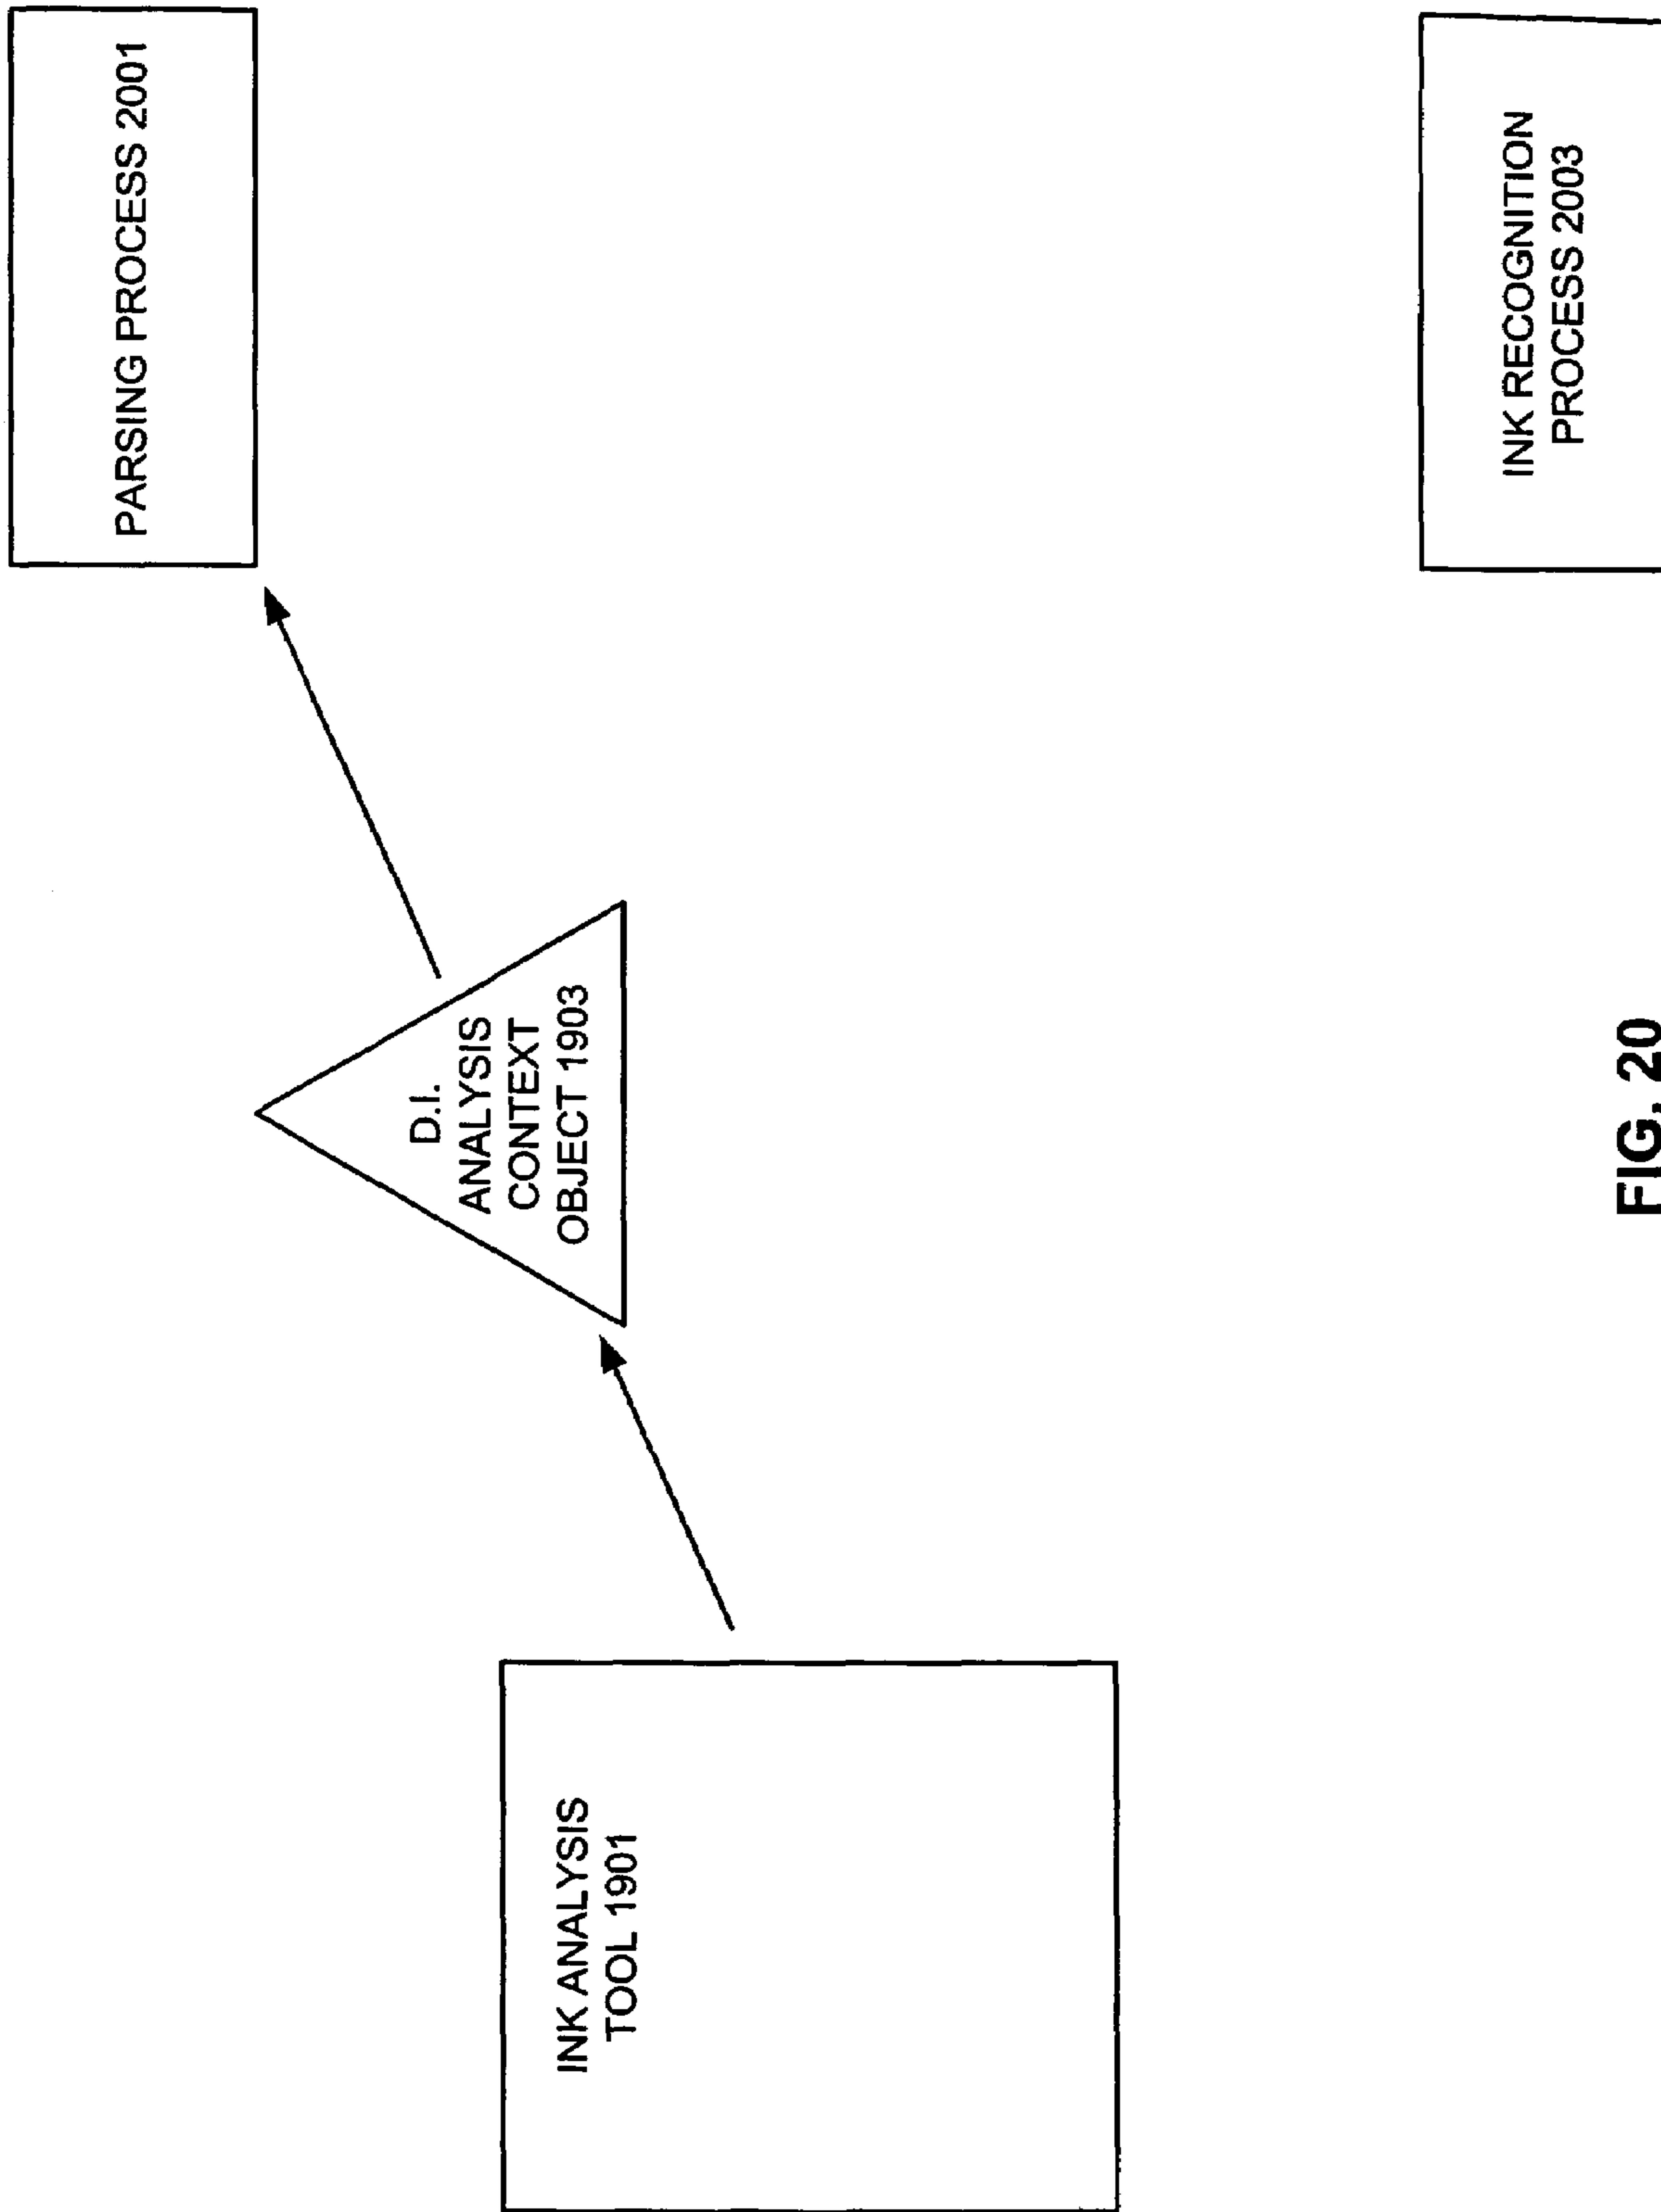 PARSING PROCESS 2001
D.I.
ANALYSIS
CONTEXT
OBJECT 1903
INK ANALYSIS
TOOL 1901
INK RECOGNITION
PROCESS 2003
FIG. 20